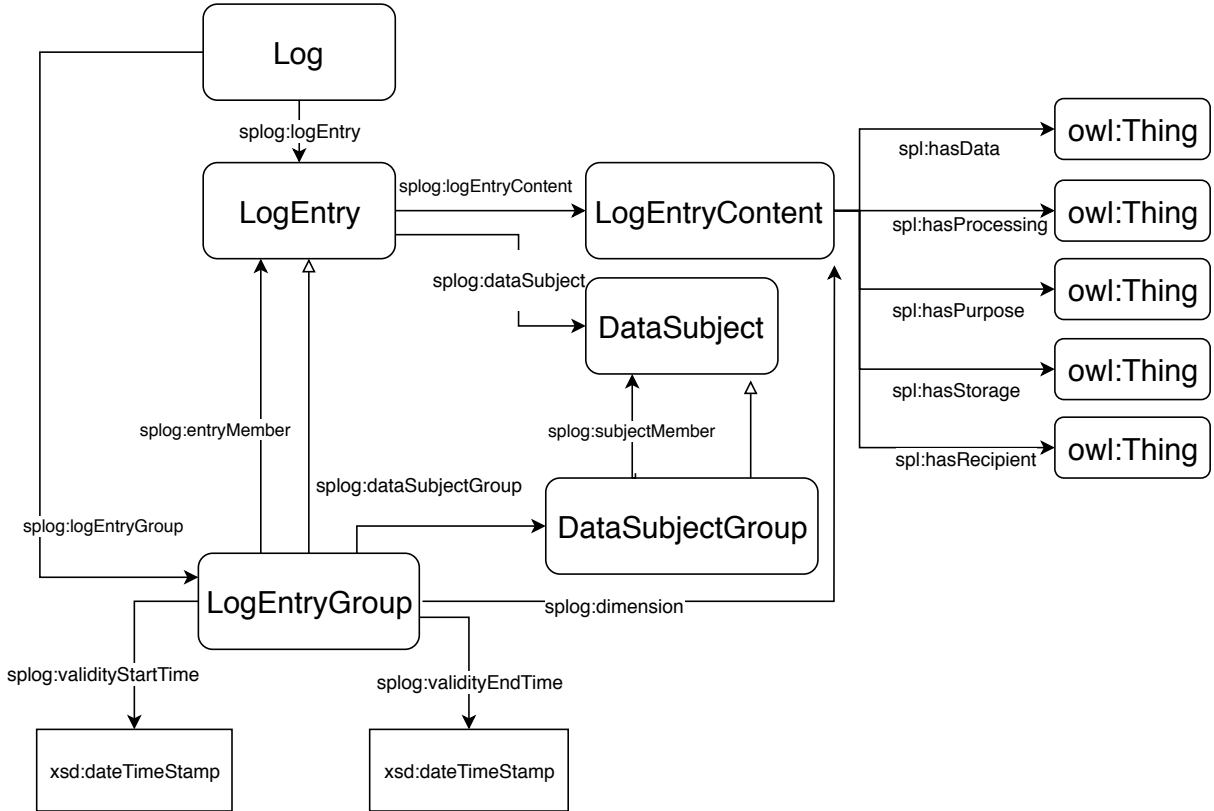 Log
splog:logEntry
owl:Thing
spl:hasData
LogEntry
splog:logEntryContent
LogEntryContent
owl:Thing
spl:hasProcessing
splog:dataSubject
owl:Thing
spl:hasPurpose
DataSubject
owl:Thing
spl:hasStorage
splog:entryMember
splog:subjectMember
owl:Thing
spl:hasRecipient
splog:dataSubjectGroup
splog:logEntryGroup
DataSubjectGroup
LogEntryGroup
splog:dimension
splog:validityStartTime
splog:validityEndTime
xsd:dateTimeStamp
xsd:dateTimeStamp